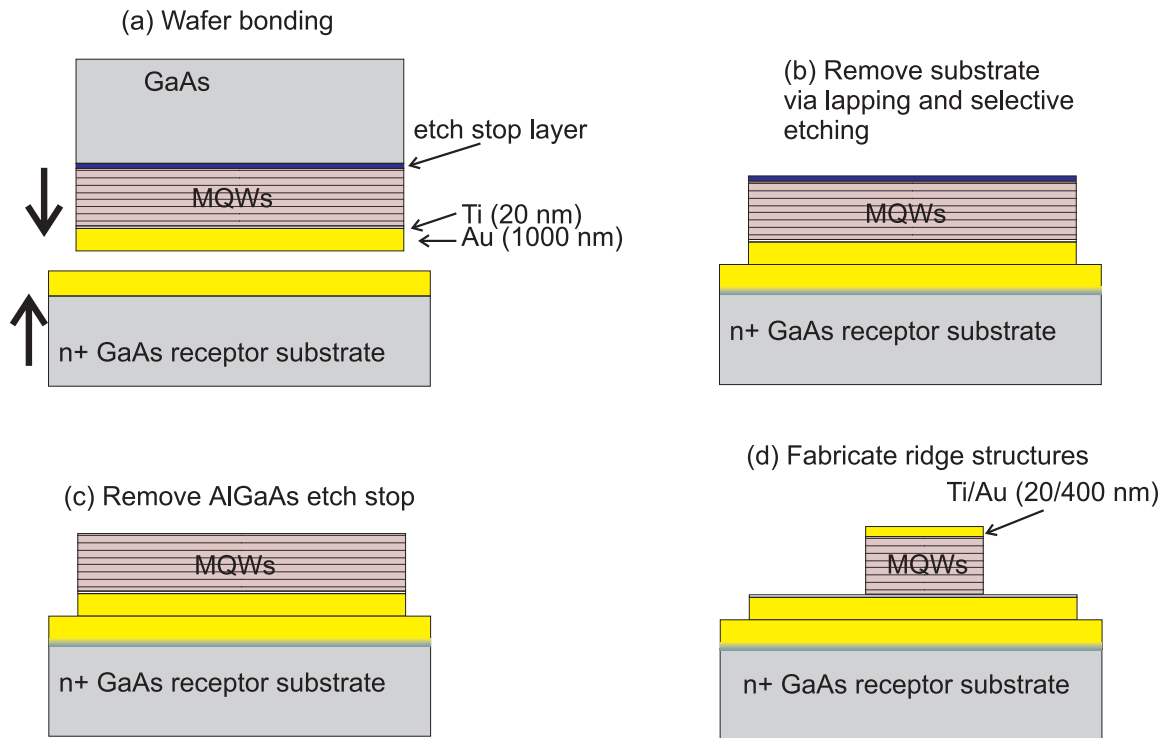 (a) Wafer bonding
GaAs
etch stop layer
MQWs
Ti (20 nm)
Au (1000 nm)
n+ GaAs receptor substrate
(b) Remove substrate
via lapping and selective
etching
MQWs
n+ GaAs receptor substrate
(c) Remove AlGaAs etch stop
MQWs
n+ GaAs receptor substrate
(d) Fabricate ridge structures
Ti/Au (20/400 nm)
MQWs
n+ GaAs receptor substrate